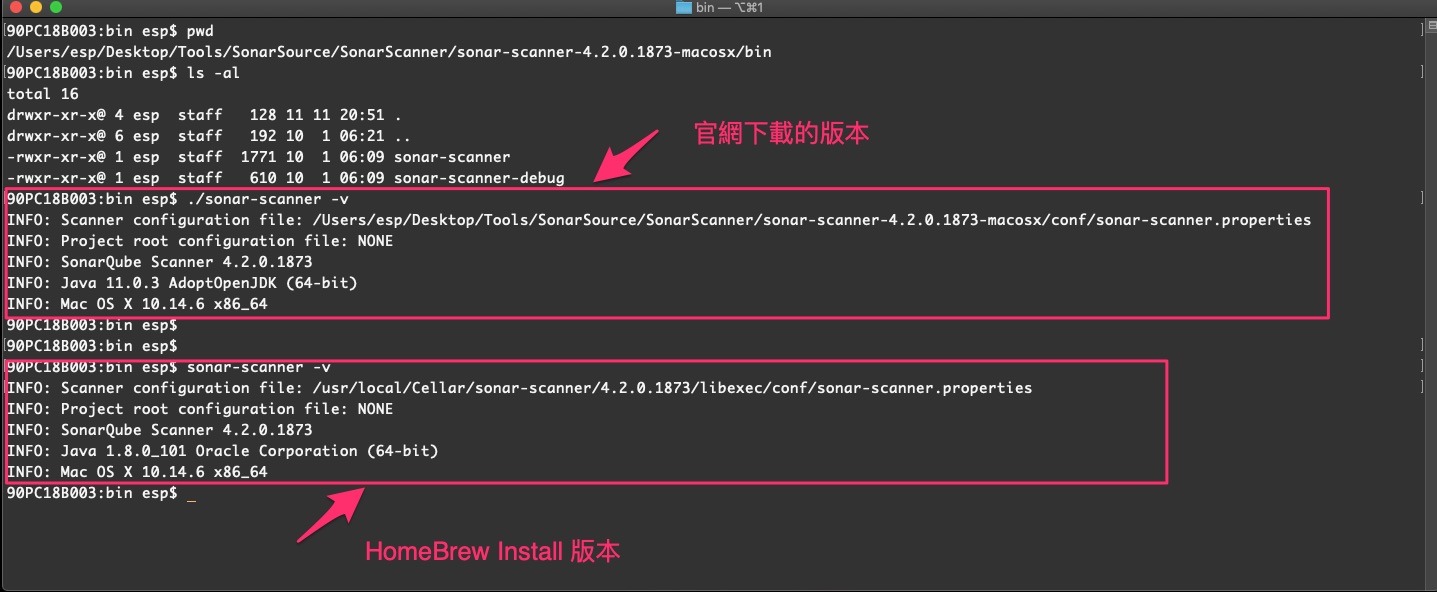 bin — ⌥⌘1
[90PC18B003:bin esp$ pwd
/Users/esp/Desktop/Tools/SonarSource/SonarScanner/sonar-scanner-4.2.0.1873-macosx/bin
[90PC18B003:bin esp$ ls -al
total 16
drwxr-xr-x@ 4 esp  staff   128 11 11 20:51 .
drwxr-xr-x@ 6 esp  staff   192 10  1 06:21 ..
官網下載的版本
-rwxr-xr-x@ 1 esp  staff  1771 10  1 06:09 sonar-scanner
-rwxr-xr-x@ 1 esp  staff   610 10  1 06:09 sonar-scanner-debug
[90PC18B003:bin esp$ ./sonar-scanner -v
INFO: Scanner configuration file: /Users/esp/Desktop/Tools/SonarSource/SonarScanner/sonar-scanner-4.2.0.1873-macosx/conf/sonar-scanner.properties
INFO: Project root configuration file: NONE
INFO: SonarQube Scanner 4.2.0.1873
INFO: Java 11.0.3 AdoptOpenJDK (64-bit)
INFO: Mac OS X 10.14.6 x86_64
90PC18B003:bin esp$
[90PC18B003:bin esp$
[90PC18B003:bin esp$ sonar-scanner -v
INFO: Scanner configuration file: /usr/local/Cellar/sonar-scanner/4.2.0.1873/libexec/conf/sonar-scanner.properties
INFO: Project root configuration file: NONE
INFO: SonarQube Scanner 4.2.0.1873
INFO: Java 1.8.0_101 Oracle Corporation (64-bit)
INFO: Mac OS X 10.14.6 x86_64
90PC18B003:bin esp$ _
HomeBrew Install 版本